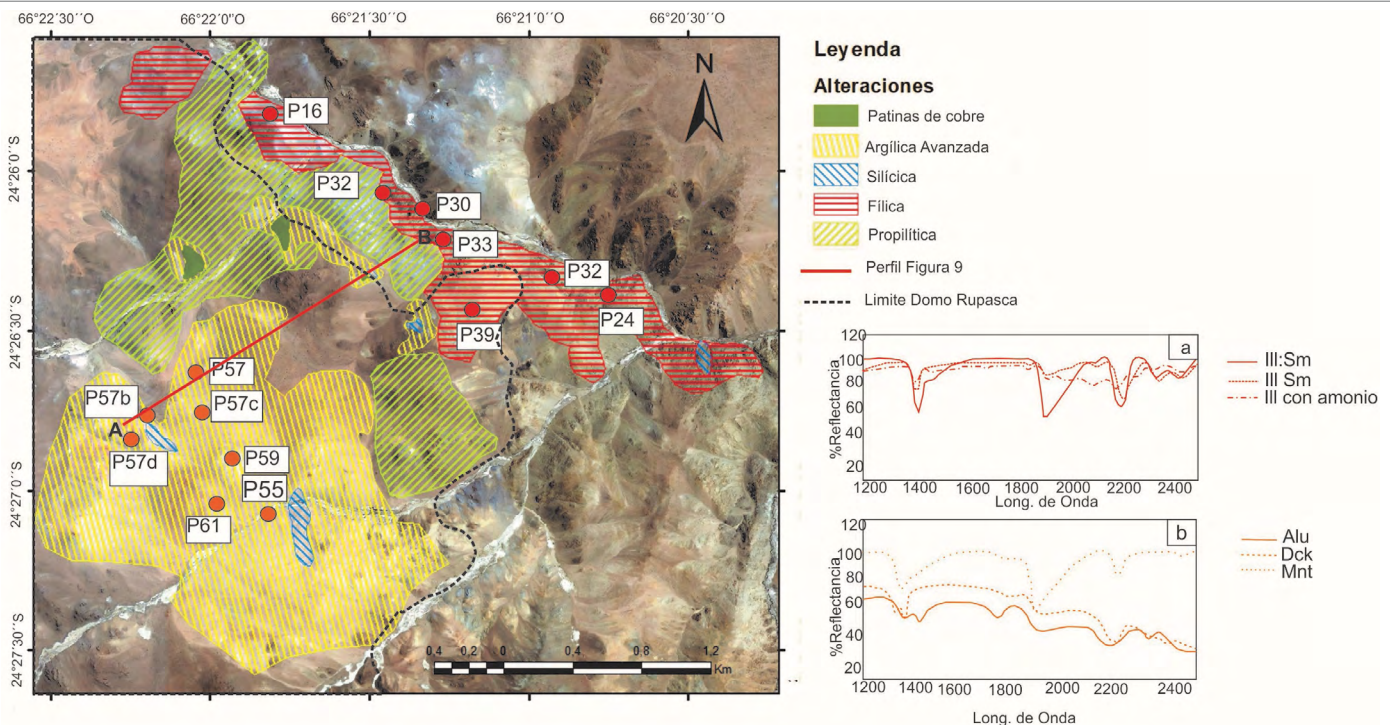 66°22´30´´O 66°22´0´´O 66°21´30´´O 66°21´0´´O 66°20´30´´O
24°26´0´´S
24°26´30´´S
24°27´0´´S
24°27´30´´S
N
P16
P32
P30
B
P33
P32
P24
P39
P57
P57b
P57c
A
P57d
P59
P55
P61
0,4 0,2 0 0,4 0,8 1,2
Km
Leyenda
Alteraciones
Patinas de cobre
Argílica Avanzada
Silícica
Fílica
Propilítica
Perfil Figura 9
Limite Domo Rupasca
a
%Reflectancia
120
100
80
60
40
20
1200 1400 1600 1800 2000 2200 2400
Long. de Onda
Ill:Sm
Ill Sm
Ill con amonio
b
%Reflectancia
120
100
80
60
40
20
1200 1400 1600 1800 2000 2200 2400
Long. de Onda
Alu
Dck
Mnt